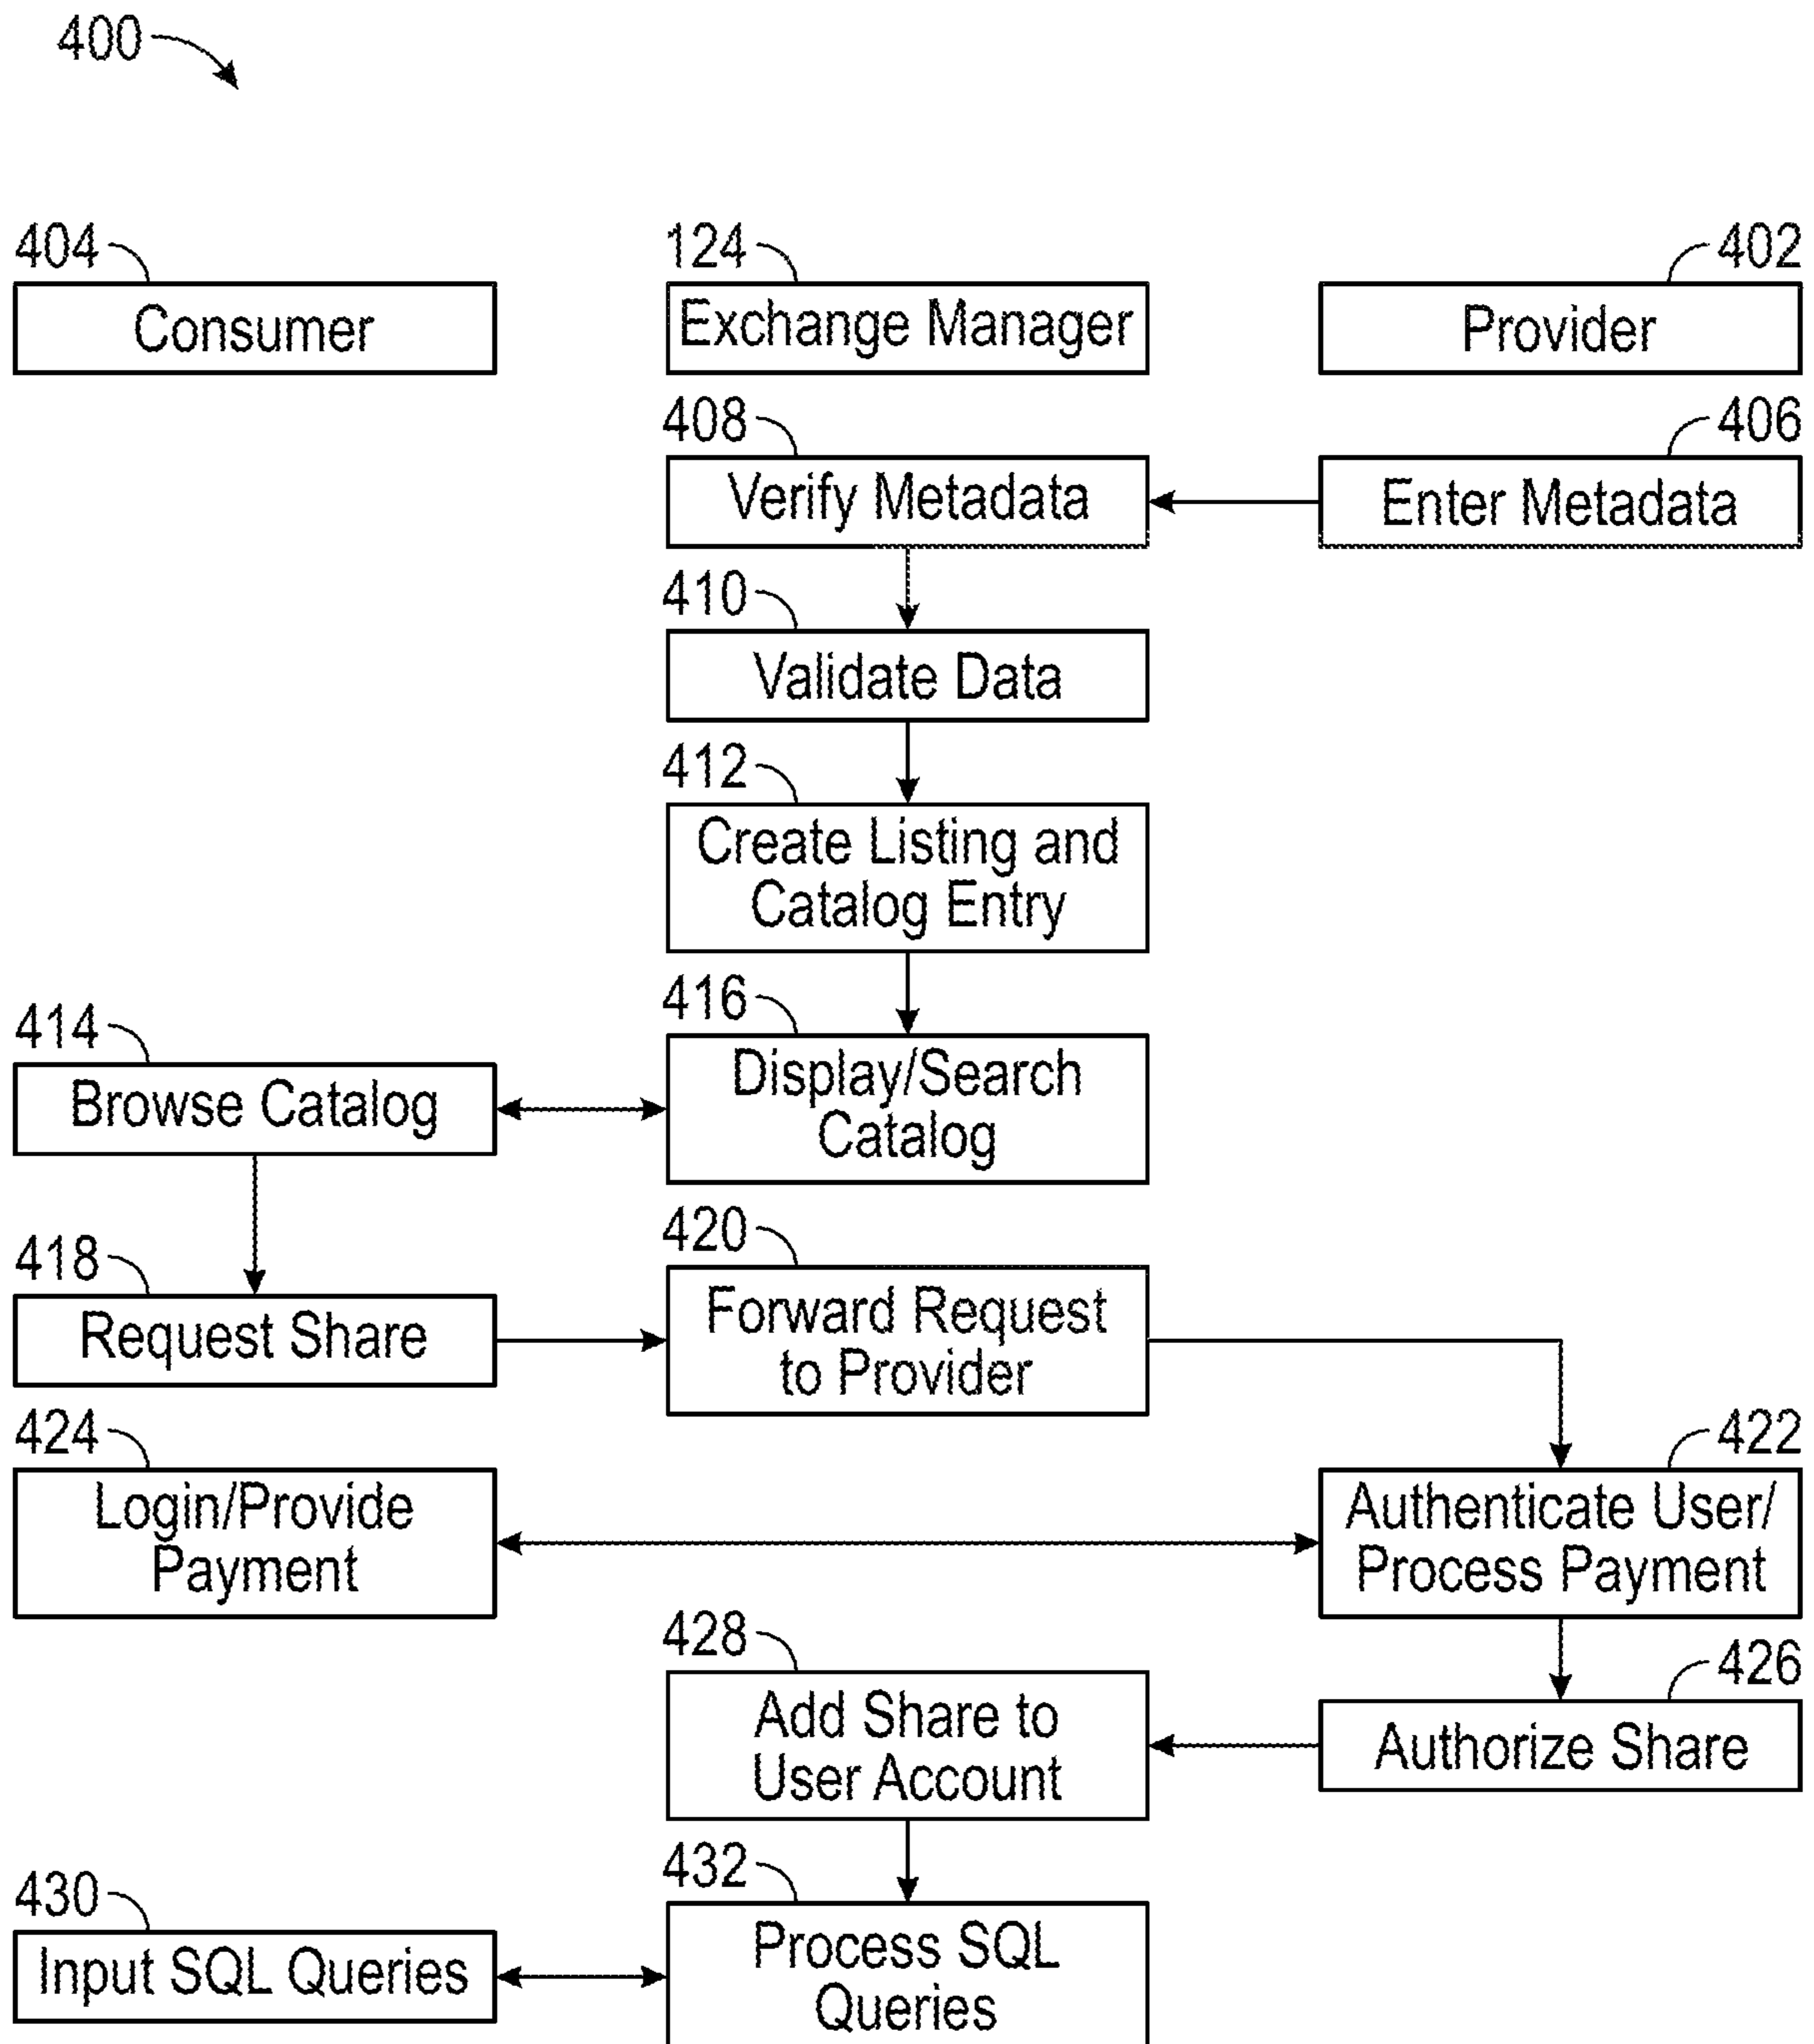 400
404
124
402
Consumer
Exchange Manager
Provider
408
406
Verify Metadata
Enter Metadata
410
Validate Data
412
Create Listing and
Catalog Entry
416
414
Display/Search
Catalog
Browse Catalog
420
418
Forward Request
to Provider
Request Share
424
422
Login/Provide
Payment
Authenticate User/
Process Payment
428
426
Add Share to
User Account
Authorize Share
432
430
Process SQL
Queries
Input SQL Queries